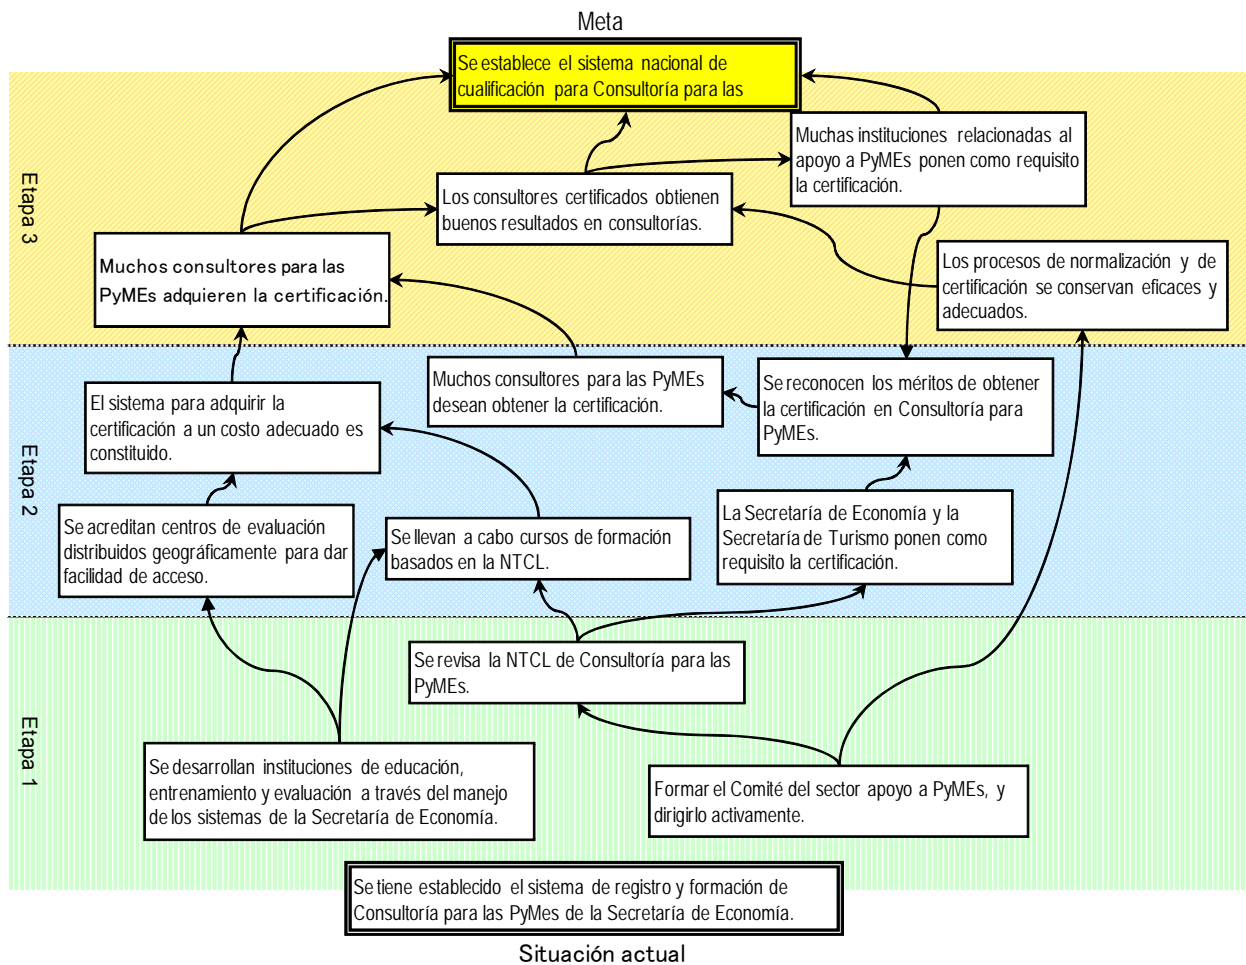 Meta
Se establece el sistema nacional de
cualificación para Consultoría para las
Muchas instituciones relacionadas al
apoyo a PyMEs ponen como requisito
la certificación.
Etapa 3
Los consultores certificados obtienen
buenos resultados en consultorías.
Muchos consultores para las
PyMEs adquieren la certificación.
Los procesos de normalización y de
certificación se conservan eficaces y
adecuados.
Etapa 2
El sistema para adquirir la
certificación a un costo adecuado es
constituido.
Muchos consultores para las PyMEs
desean obtener la certificación.
Se reconocen los méritos de obtener
la certificación en Consultoría para
PyMEs.
Se acreditan centros de evaluación
distribuidos geográficamente para dar
facilidad de acceso.
Se llevan a cabo cursos de formación
basados en la NTCL.
La Secretaría de Economía y la
Secretaría de Turismo ponen como
requisito la certificación.
Etapa 1
Se revisa la NTCL de Consultoría para las
PyMEs.
Se desarrollan instituciones de educación,
entrenamiento y evaluación a través del manejo
de los sistemas de la Secretaría de Economía.
Formar el Comité del sector apoyo a PyMEs, y
dirigirlo activamente.
Se tiene establecido el sistema de registro y formación de
Consultoría para las PyMes de la Secretaría de Economía.
Situación actual